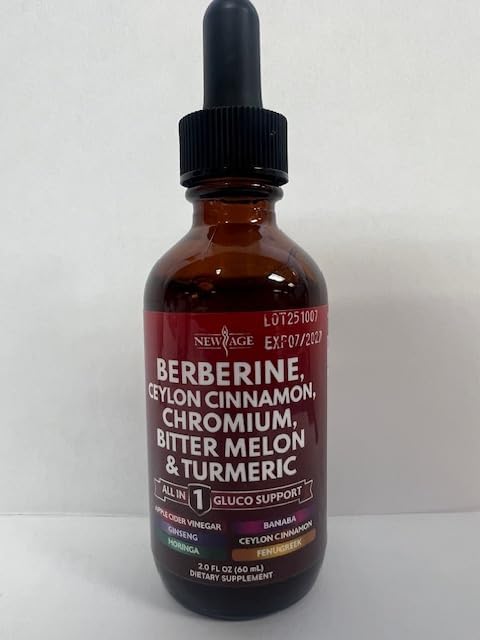 LOT251007
EXP07/2027
NEW AGE
BERBERINE,
CEYLON CINNAMON,
CHROMIUM,
BITTER MELON
& TURMERIC
ALL IN 1 GLUCO SUPPORT
APPLE CIDER VINEGAR
BANABA
GINSENG
CEYLON CINNAMON
MORINGA
FENUGREEK
2.0 FL OZ (60 mL)
DIETARY SUPPLEMENT